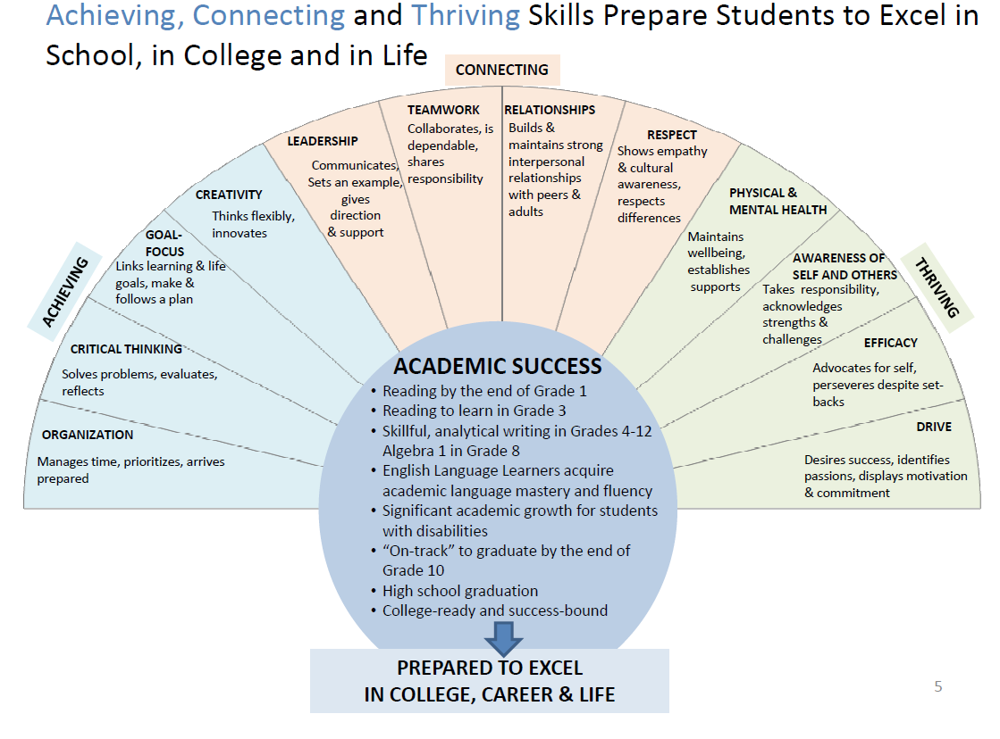 Achieving, Connecting and Thriving Skills Prepare Students to Excel in
School, in College and in Life
CONNECTING
ACHIEVING
THRIVING
ORGANIZATION
Manages time, prioritizes, arrives
prepared
CRITICAL THINKING
Solves problems, evaluates,
reflects
GOAL-
FOCUS
Links learning & life
goals, make &
follows a plan
CREATIVITY
Thinks flexibly,
innovates
LEADERSHIP
Communicates,
Sets an example,
gives
direction
& support
TEAMWORK
Collaborates, is
dependable,
shares
responsibility
RELATIONSHIPS
Builds &
maintains strong
interpersonal
relationships
with peers &
adults
RESPECT
Shows empathy
& cultural
awareness,
respects
differences
PHYSICAL &
MENTAL HEALTH
Maintains
wellbeing,
establishes
supports
AWARENESS OF
SELF AND OTHERS
Takes responsibility,
acknowledges
strengths &
challenges
EFFICACY
Advocates for self,
perseveres despite set-
backs
DRIVE
Desires success, identifies
passions, displays motivation
& commitment
ACADEMIC SUCCESS
• Reading by the end of Grade 1
• Reading to learn in Grade 3
• Skillful, analytical writing in Grades 4-12
Algebra 1 in Grade 8
• English Language Learners acquire
academic language mastery and fluency
• Significant academic growth for students
with disabilities
• “On-track” to graduate by the end of
Grade 10
• High school graduation
• College-ready and success-bound
PREPARED TO EXCEL
IN COLLEGE, CAREER & LIFE
5